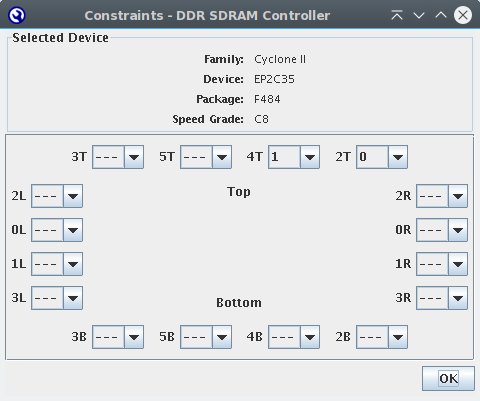 Constraints - DDR SDRAM Controller
Selected Device
Family: Cyclone II
Device: EP2C35
Package: F484
Speed Grade: C8
3T --- 5T --- 4T 1 2T 0
Top
2L --- 2R ---
0L --- 0R ---
1L --- 1R ---
3L --- 3R ---
Bottom
3B --- 5B --- 4B --- 2B ---
OK